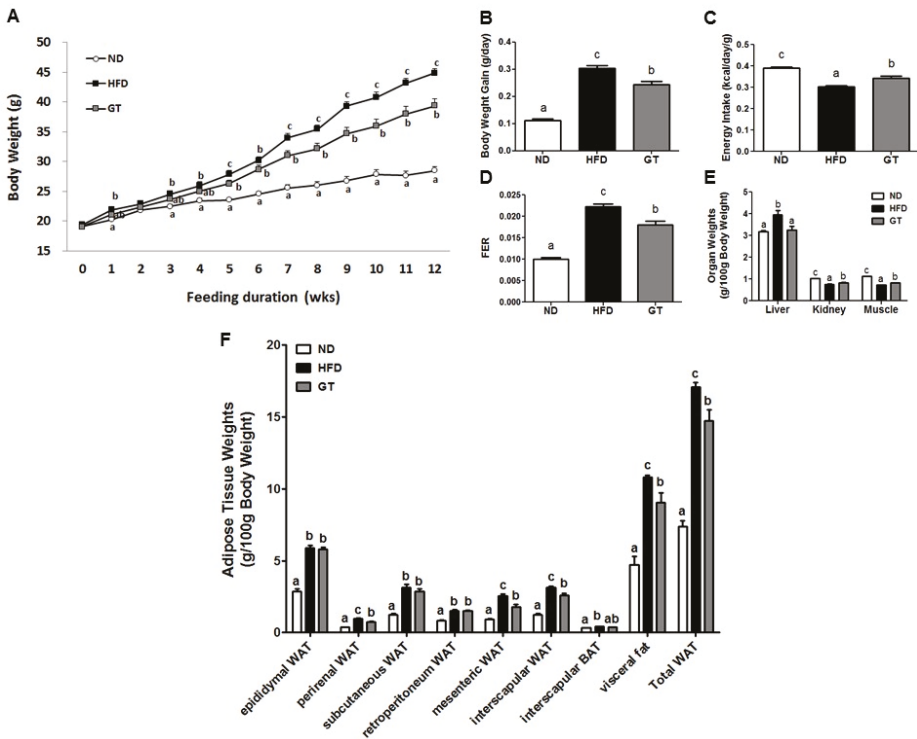 A
Body Weight (g)
50
45
40
35
30
25
20
15
ND
HFD
GT
b b b c b c c c c c c
ab ab ab b b b b b b b b
a a a a a a a a a a a
0 1 2 3 4 5 6 7 8 9 10 11 12
Feeding duration (wks)
B
Body Weght Gain (g/day)
0.4
0.3
0.2
0.1
0.0
a c b
ND HFD GT
C
Energy Intake (kcal/day/g)
0.5
0.4
0.3
0.2
0.1
0.0
c a b
ND HFD GT
D
FER
0.025
0.020
0.015
0.010
0.005
0.000
a c b
ND HFD GT
E
Organ Weights
(g/100g Body Weight)
5
4
3
2
1
0
ND
HFD
GT
a b a c a b c a b
Liver Kidney Muscle
F
Adipose Tissue Weights
(g/100g Body Weight)
20
15
10
5
0
ND
HFD
GT
a b b a c b a b b a b b a c b a c b a b ab a c b a c b
epididymal WAT
perirenal WAT
subcutaneous WAT
retroperitoneum WAT
mesenteric WAT
interscapular WAT
interscapular BAT
visceral fat
Total WAT